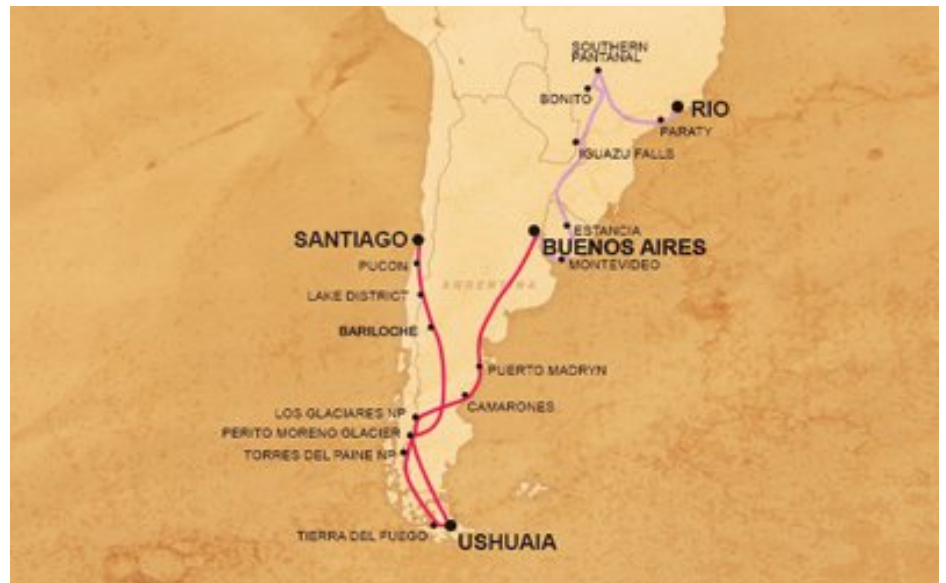 SOUTHERN
PANTANAL
BONITO
RIO
PARATY
IGUAZU FALLS
SANTIAGO
ESTANCIA
BUENOS AIRES
PUCON
MONTEVIDEO
ARGENTINA
LAKE DISTRICT
BARILOCHE
PUERTO MADRYN
CAMARONES
LOS GLACIARES NP
PERITO MORENO GLACIER
TORRES DEL PAINE NP
TIERRA DEL FUEGO
USHUAIA